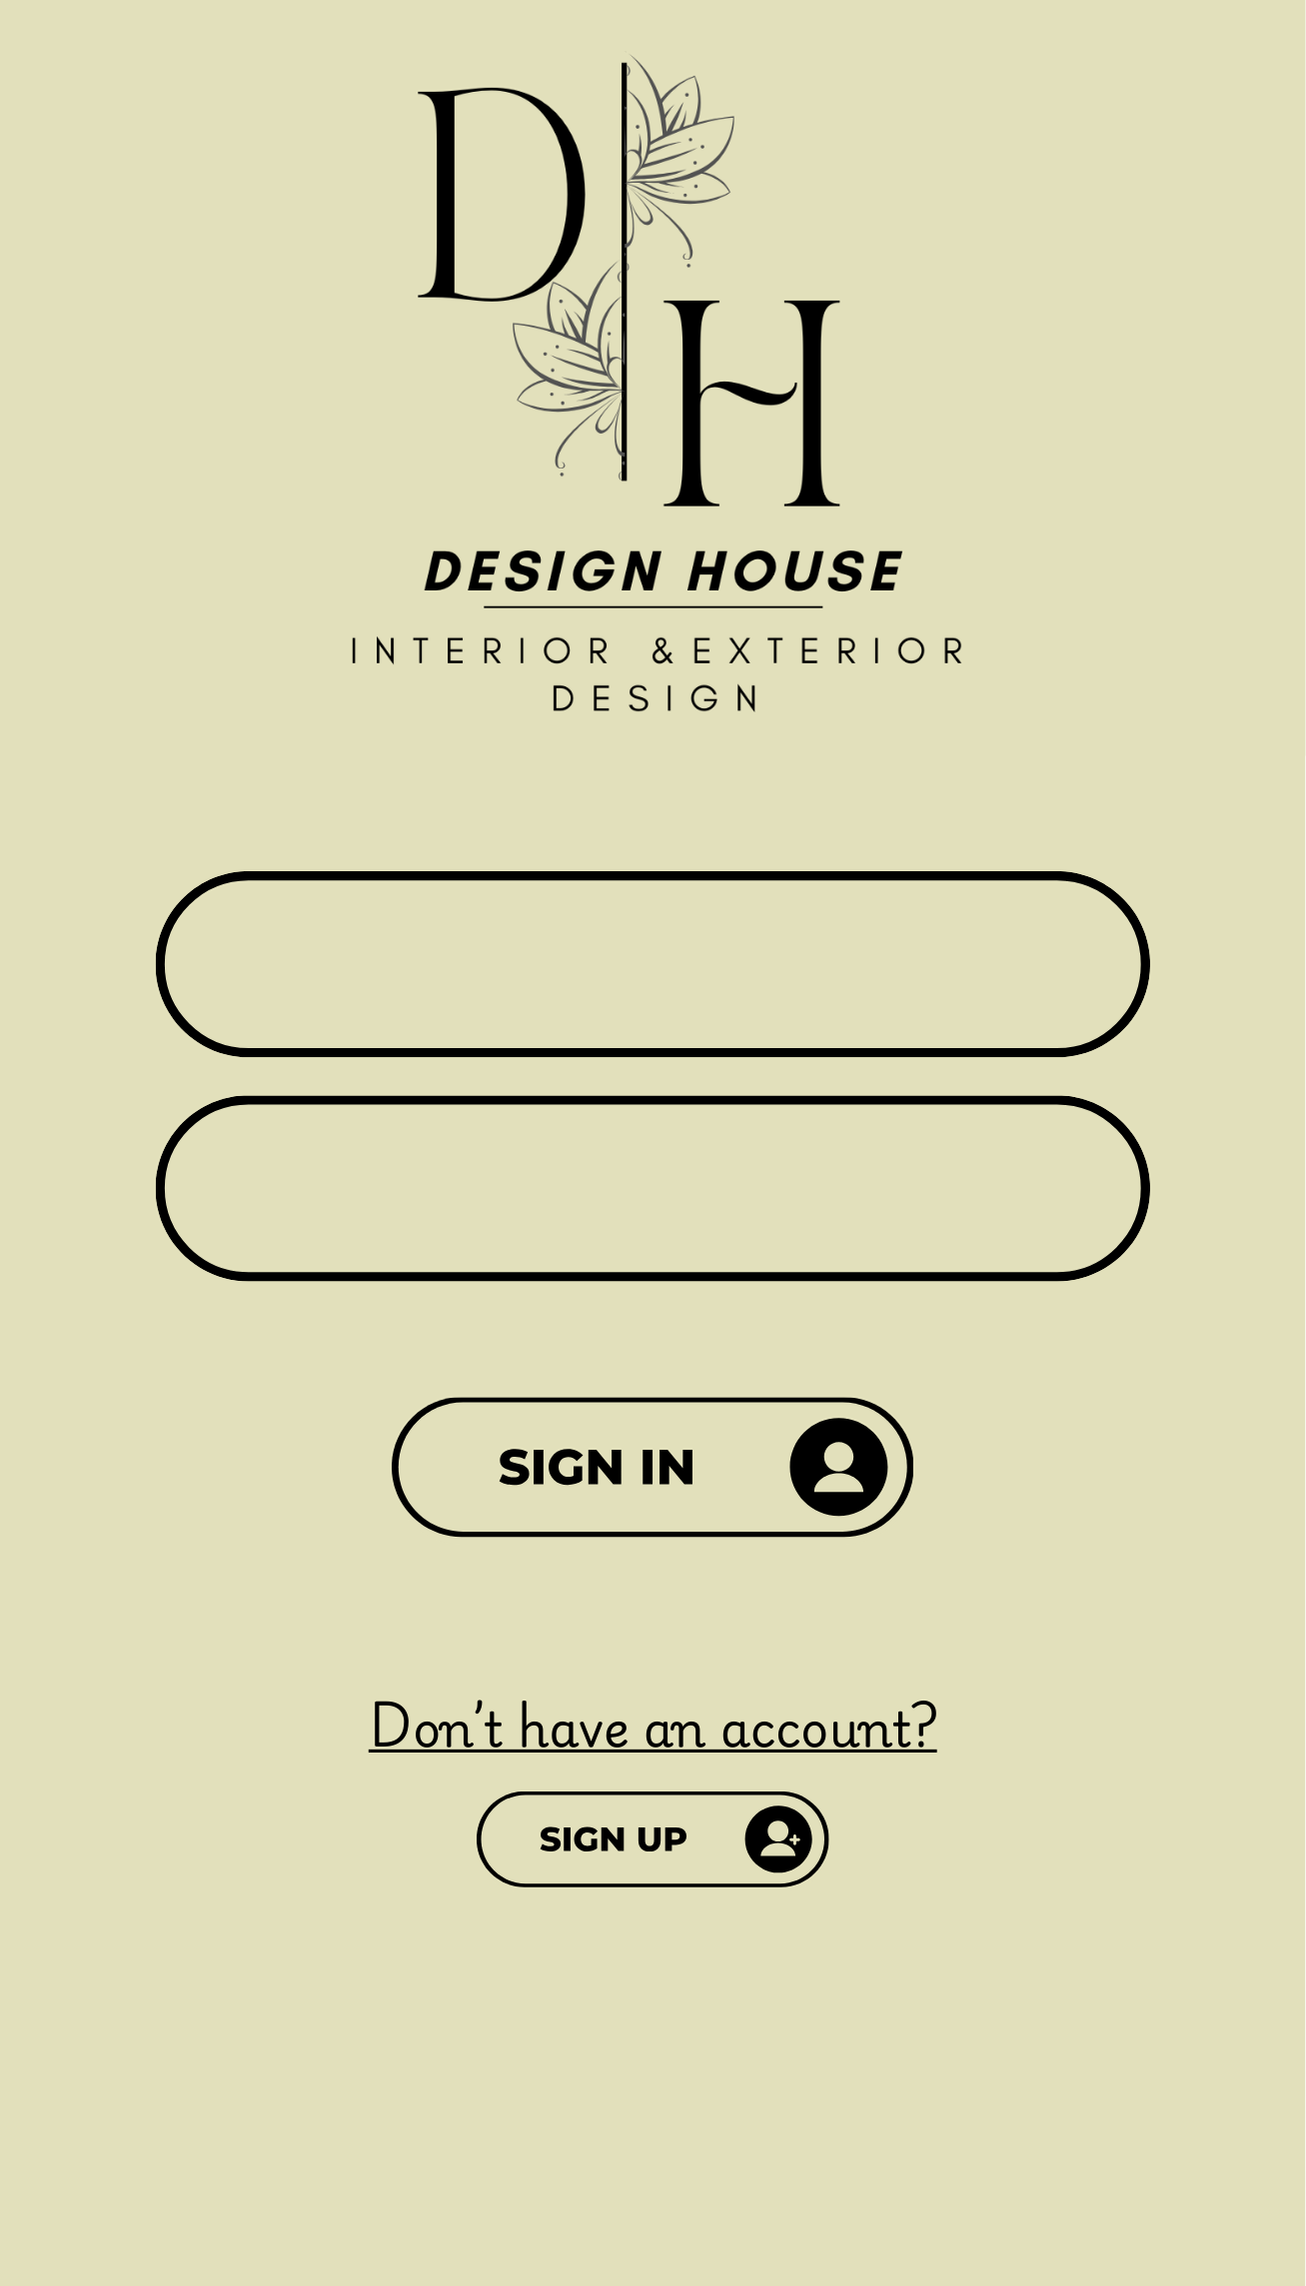 D
H
DESIGN HOUSE
INTERIOR &EXTERIOR
DESIGN
SIGN IN
Don't have an account?
SIGN UP